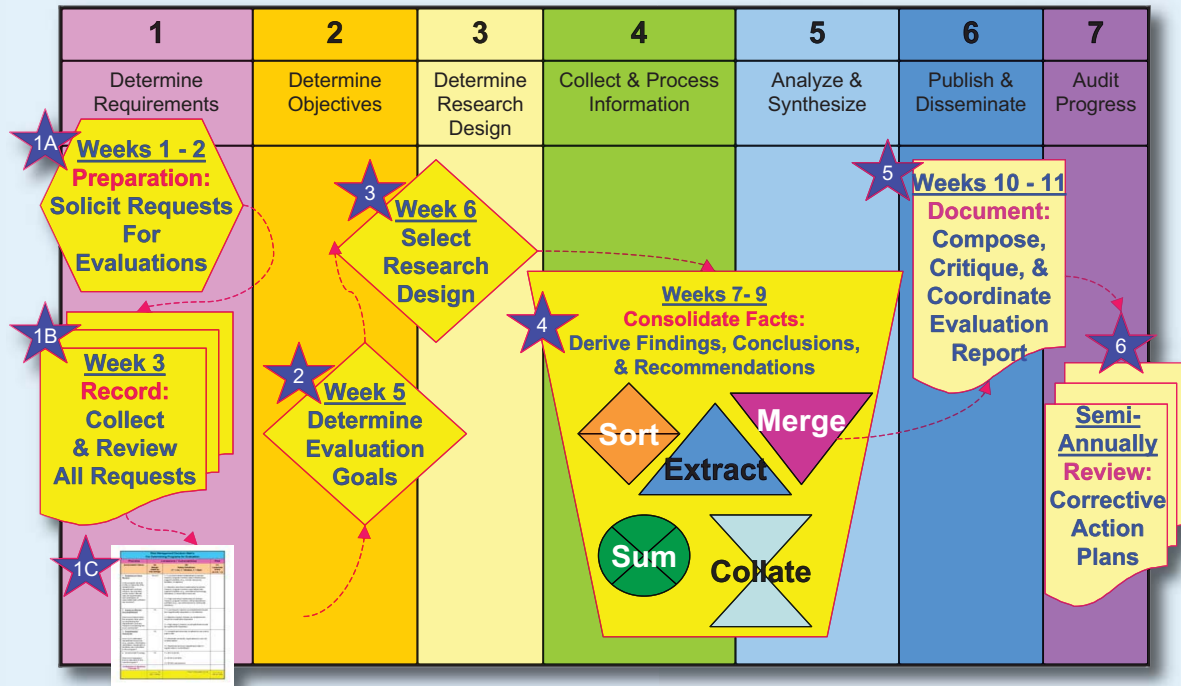 1
2
3
4
5
6
7
Determine
Requirements
Determine
Objectives
Determine
Research
Design
Collect & Process
Information
Analyze &
Synthesize
Publish &
Disseminate
Audit
Progress
1A
Weeks 1 - 2
Preparation:
Solicit Requests
For
Evaluations
1B
Week 3
Record:
Collect
& Review
All Requests
1C
2
Week 5
Determine
Evaluation
Goals
3
Week 6
Select
Research
Design
4
Weeks 7- 9
Consolidate Facts:
Derive Findings, Conclusions,
& Recommendations
Sort
Extract
Merge
Sum
Collate
5
Weeks 10 - 11
Document:
Compose,
Critique, &
Coordinate
Evaluation
Report
6
Semi-
Annually
Review:
Corrective
Action
Plans